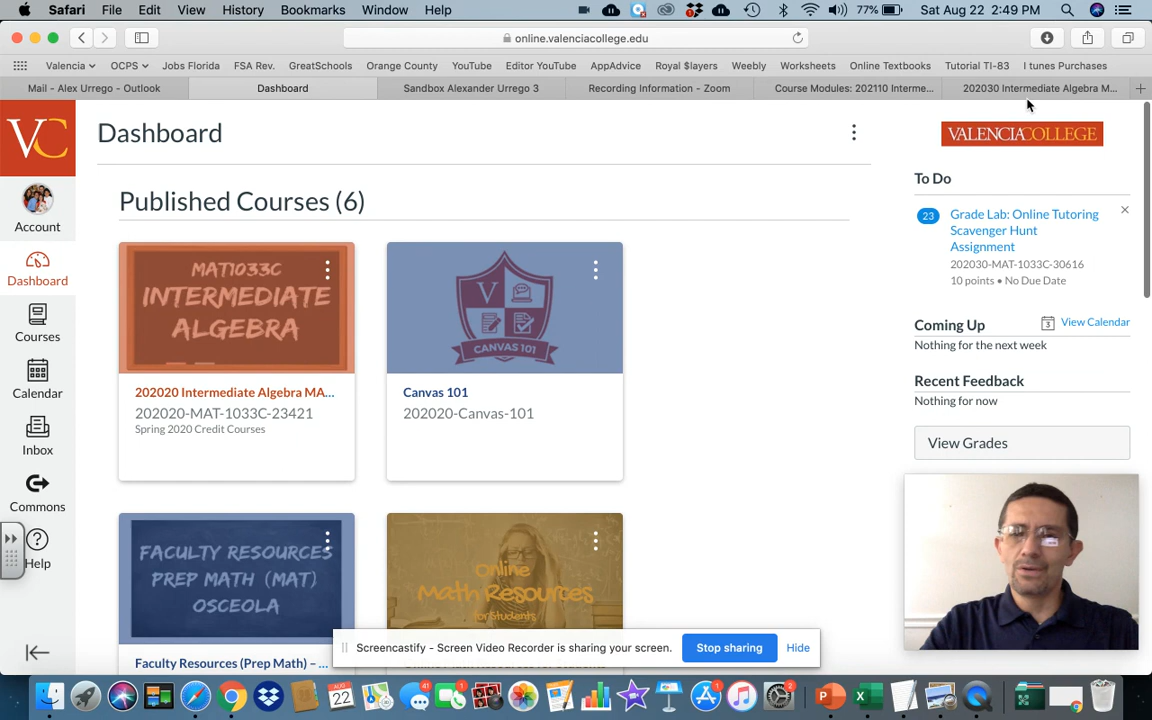 Safari File Edit View History Bookmarks Window Help 77% Sat Aug 22 2:49 PM
online.valenciacollege.edu
Valencia OCPS Jobs Florida FSA Rev. GreatSchools Orange County YouTube Editor YouTube AppAdvice Royal $layers Weebly Worksheets Online Textbooks Tutorial TI-83 I tunes Purchases
Mail - Alex Urrego - Outlook Dashboard Sandbox Alexander Urrego 3 Recording Information - Zoom Course Modules: 202110 Interme... 202030 Intermediate Algebra M...
VC
Account
Dashboard
Courses
Calendar
Inbox
Commons
Help
Dashboard
Published Courses (6)
MAT1033C
INTERMEDIATE
ALGEBRA
202020 Intermediate Algebra MA...
202020-MAT-1033C-23421
Spring 2020 Credit Courses
V
CANVAS 101
Canvas 101
202020-Canvas-101
FACULTY RESOURCES
PREP MATH (MAT)
OSCEOLA
Faculty Resources (Prep Math) – ...
Online
Math Resources
for Students
VALENCIACOLLEGE
To Do
23
Grade Lab: Online Tutoring
Scavenger Hunt
Assignment
202030-MAT-1033C-30616
10 points • No Due Date
Coming Up
3 View Calendar
Nothing for the next week
Recent Feedback
Nothing for now
View Grades
Screencastify - Screen Video Recorder is sharing your screen. Stop sharing Hide